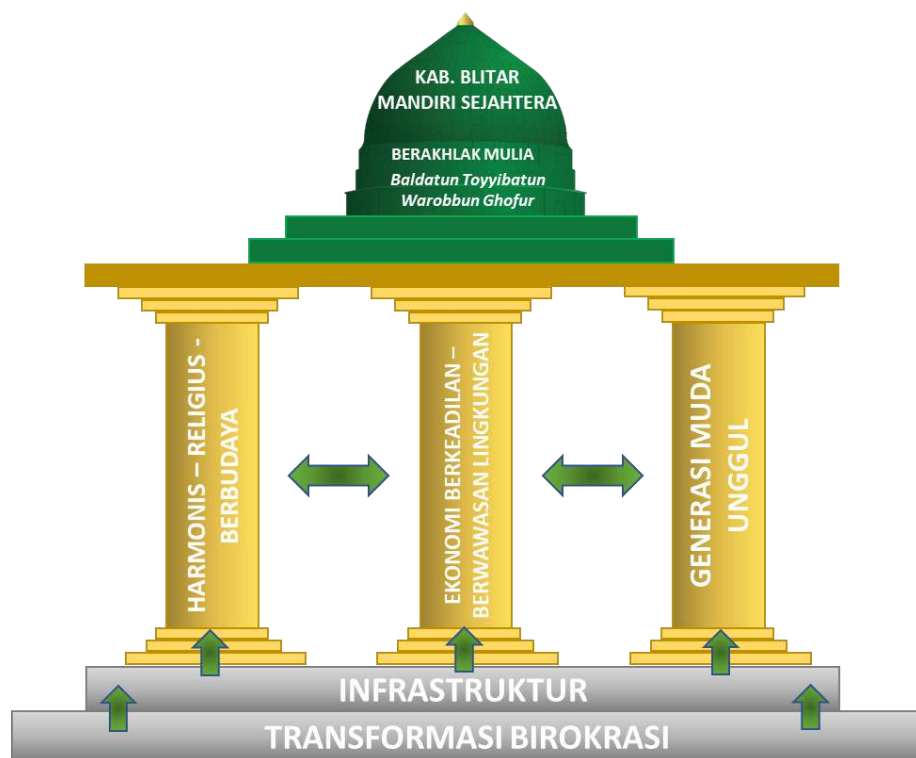 KAB. BLITAR
MANDIRI SEJAHTERA
BERAKHLAK MULIA
Baldatun Toyyibatun
Warobbun Ghofur
HARMONIS – RELIGIUS -
BERBUDAYA
EKONOMI BERKEADILAN –
BERWAWASAN LINGKUNGAN
GENERASI MUDA
UNGGUL
INFRASTRUKTUR
TRANSFORMASI BIROKRASI